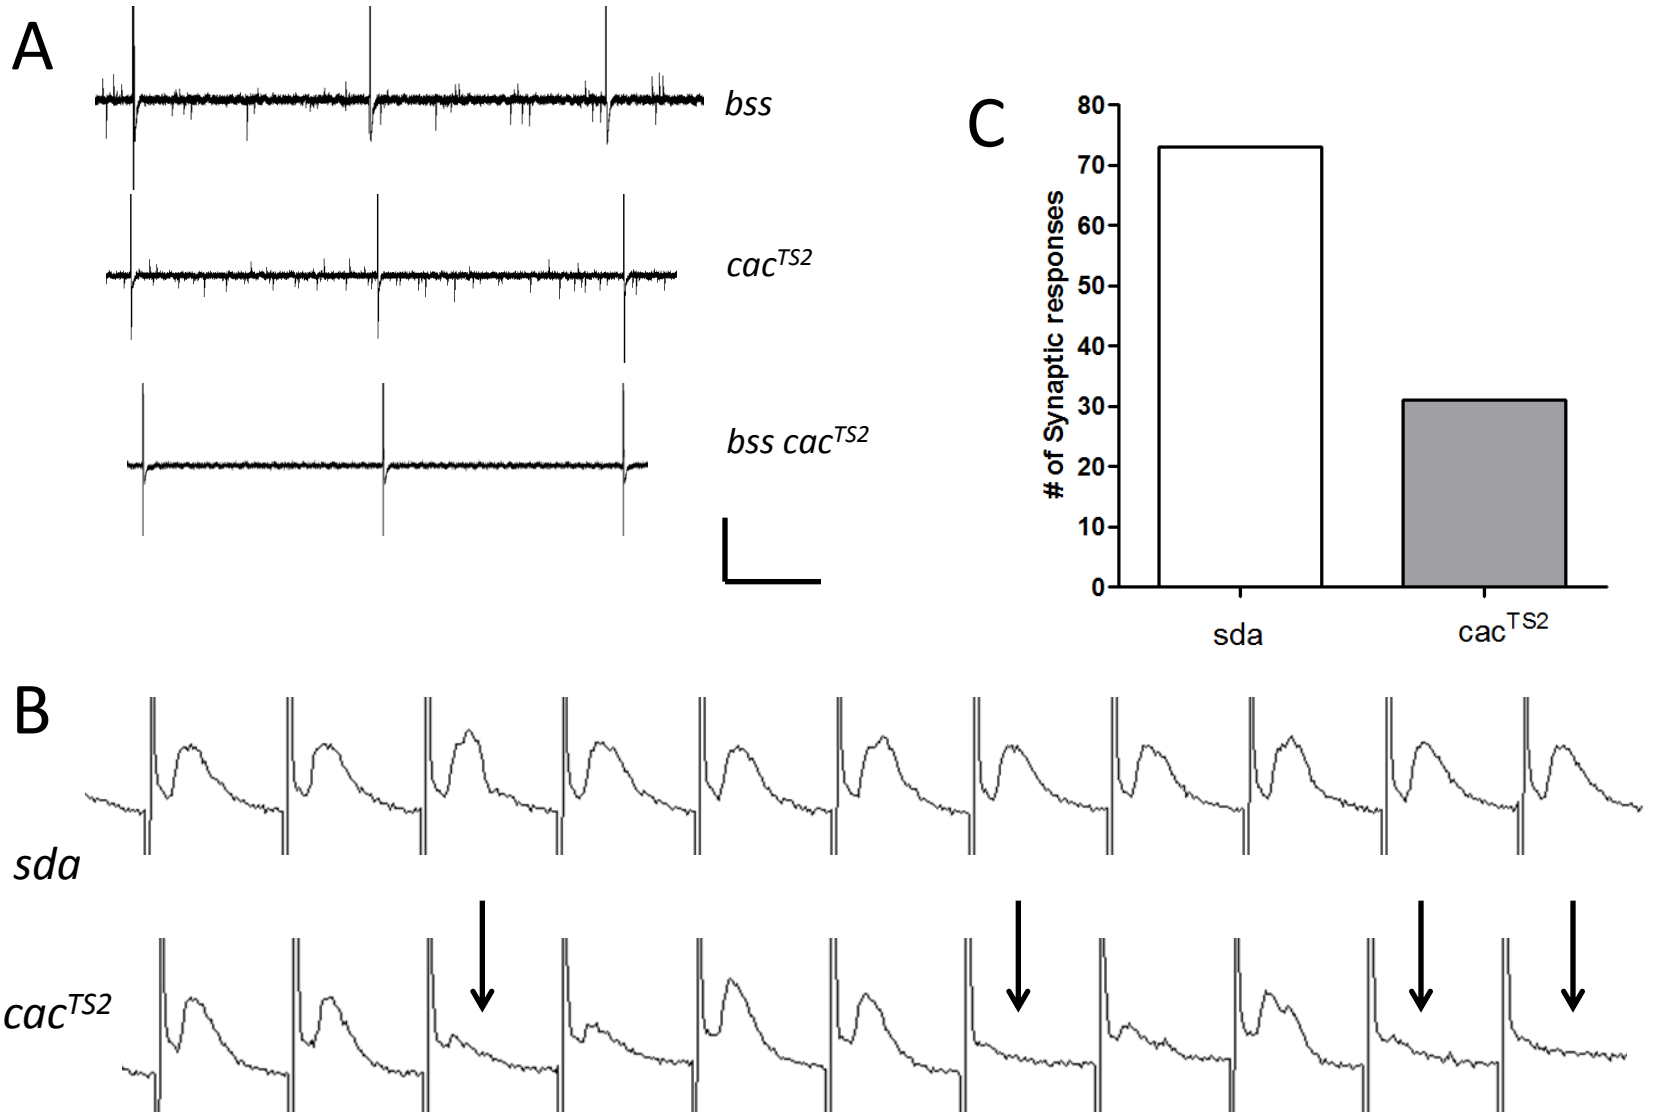 A
bss
cacTS2
bss cacTS2
C
# of Synaptic responses
80
70
60
50
40
30
20
10
0
sda
cacTS2
B
sda
cacTS2